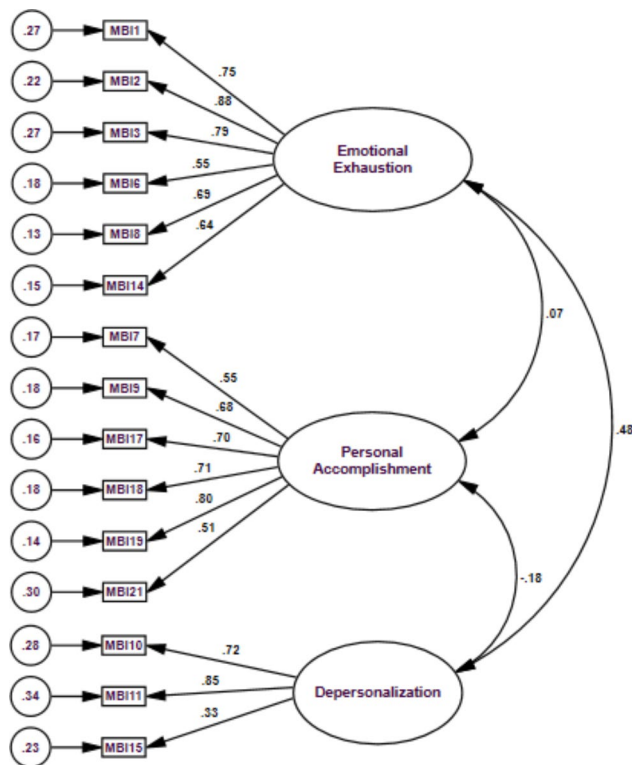 .27 MBI1 .75
.22 MBI2 .88
.27 MBI3 .79
.18 MBI6 .55
.13 MBI8 .69
.15 MBI14 .64
Emotional
Exhaustion
.07
.48
.17 MBI7 .55
.18 MBI9 .68
.16 MBI17 .70
.18 MBI18 .71
.14 MBI19 .80
.30 MBI21 .51
Personal
Accomplishment
-.18
.28 MBI10 .72
.34 MBI11 .85
.23 MBI15 .33
Depersonalization